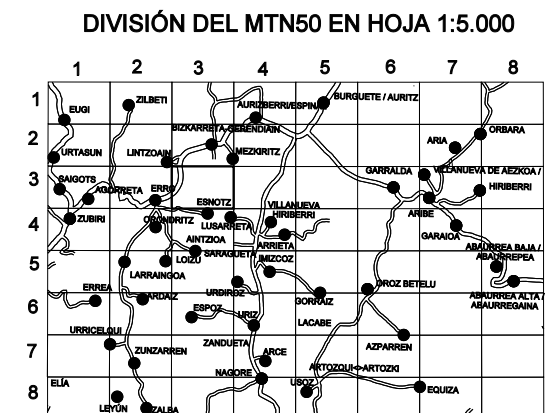 DIVISIÓN DEL MTN50 EN HOJA 1:5.000
1 2 3 4 5 6 7 8
1
ZILBETI
EUGI
AURIZBERRI/ESPINAL
BURGUETE / AURITZ
2
BIZKARRETA-GERENDIAIN
ORBARA
ARIA
URTASUN
LINTZOAIN
MEZKIRITZ
3
GARRALDA
VILLANUEVA DE AEZKOA /
HIRIBERRI
SAIGOTS
AGORRETA
ERRO
ARIBE
ESNOTZ
VILLANUEVA
HIRIBERRI
4
ZUBIRI
ORONDRITZ
LUSARRETA
GARAIOA
AINTZIOA
ARRIETA
ABAURREA BAJA /
ABAURREPEA
5
LOIZU
SARAGUETA
IMIZCOZ
LARRAINGOA
ERREA
URDIROZ
OROZ BETELU
ABAUREA ALTA /
ABAURREGAINA
6
ARDAIZ
GORRAIZ
ESPOZ
URIZ
LACABE
URRICELQUI
ZANDUETA
AZPARREN
7
ZUNZARREN
ARCE
ARTOZQUI<>ARTOZKI
NAGORE
8
ELÍA
USOZ
EQUIZA
LEYÚN
ZALBA